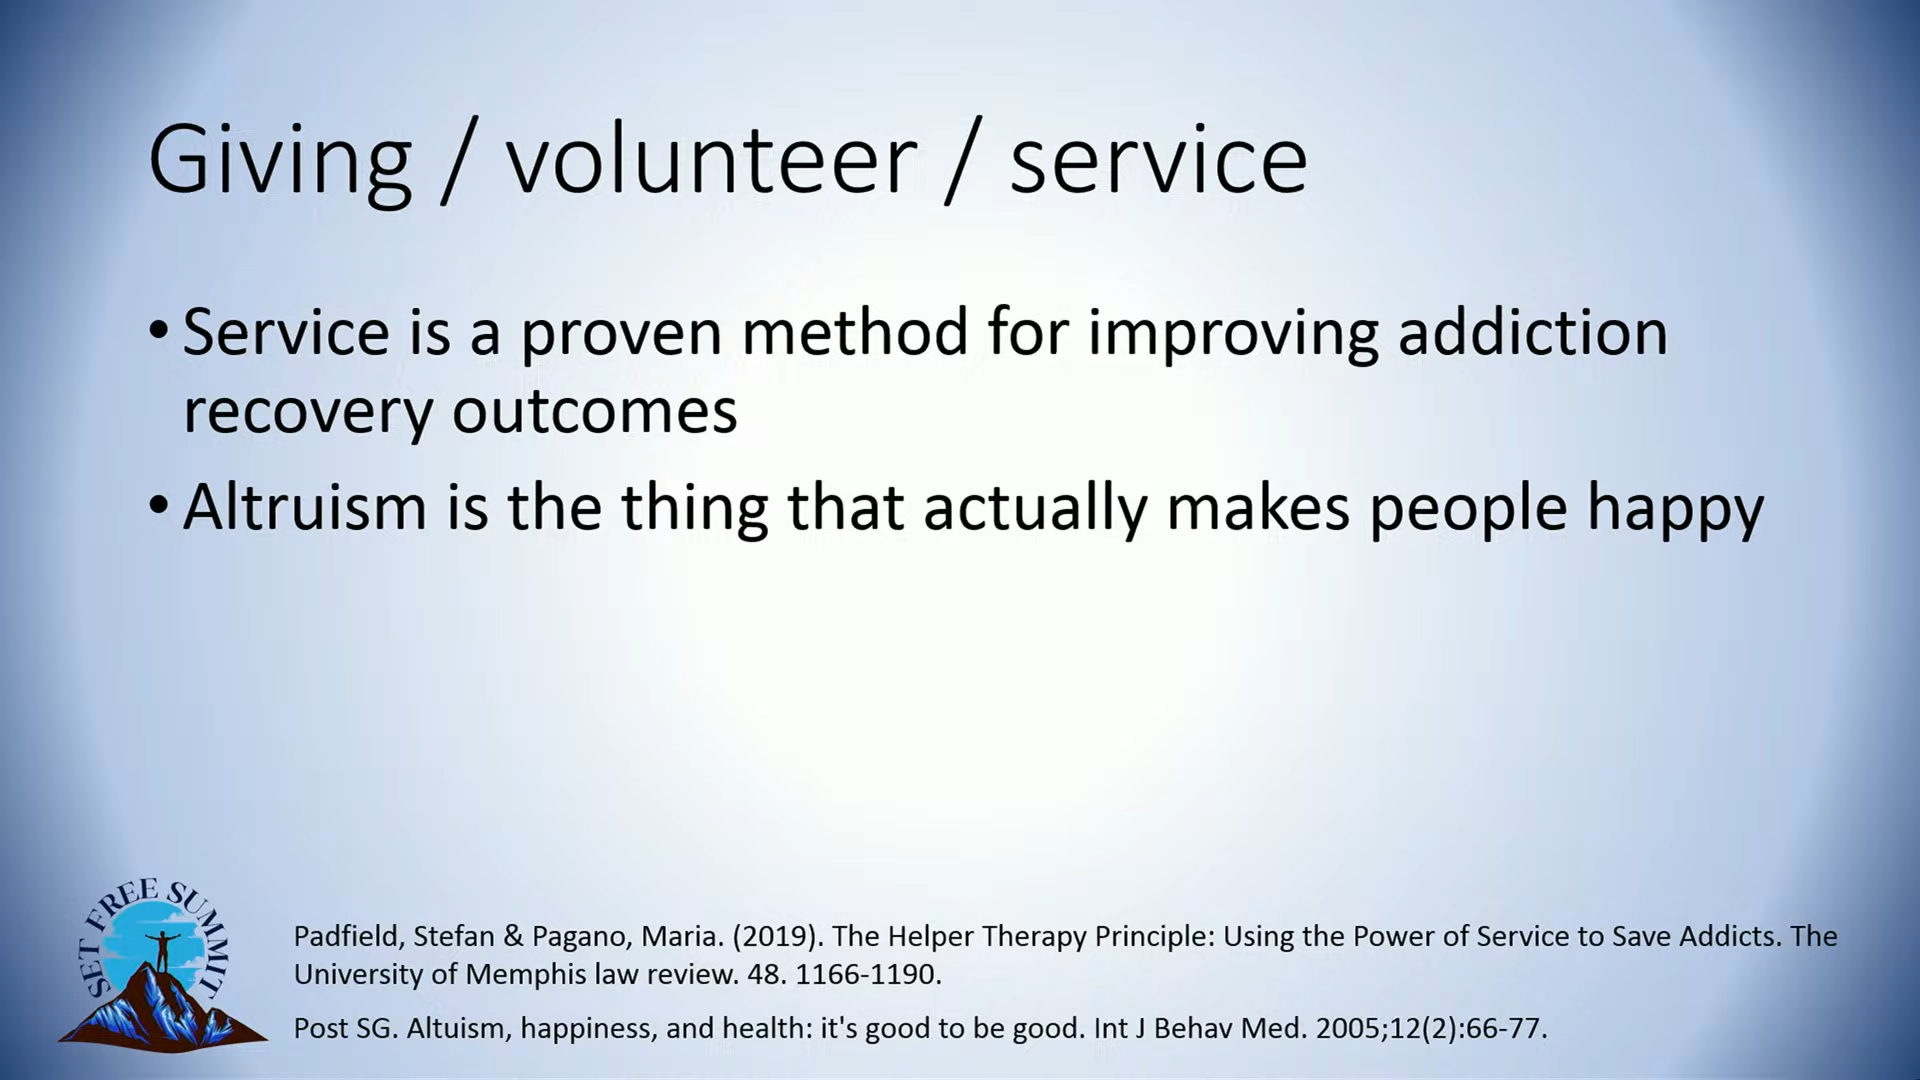 Giving / volunteer / service
• Service is a proven method for improving addiction
recovery outcomes
• Altruism is the thing that actually makes people happy
SET FREE SUMMIT
Padfield, Stefan & Pagano, Maria. (2019). The Helper Therapy Principle: Using the Power of Service to Save Addicts. The
University of Memphis law review. 48. 1166-1190.
Post SG. Altuism, happiness, and health: it's good to be good. Int J Behav Med. 2005;12(2):66-77.